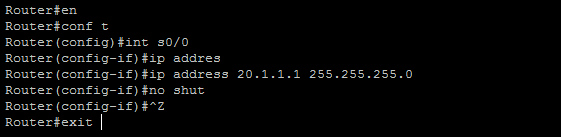 Router#en
Router#conf t
Router(config)#int s0/0
Router(config-if)#ip addres
Router(config-if)#ip address 20.1.1.1 255.255.255.0
Router(config-if)#no shut
Router(config-if)#^Z
Router#exit